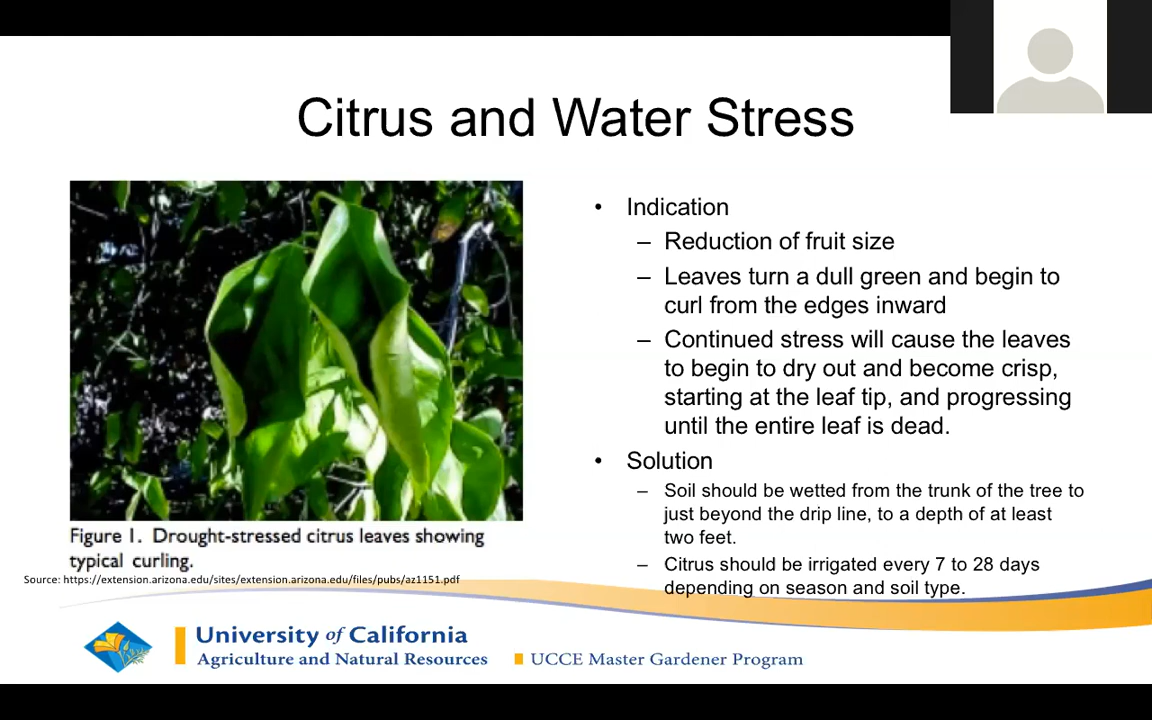 Citrus and Water Stress
• Indication
– Reduction of fruit size
– Leaves turn a dull green and begin to
curl from the edges inward
– Continued stress will cause the leaves
to begin to dry out and become crisp,
starting at the leaf tip, and progressing
until the entire leaf is dead.
• Solution
– Soil should be wetted from the trunk of the tree to
just beyond the drip line, to a depth of at least
two feet.
– Citrus should be irrigated every 7 to 28 days
depending on season and soil type.
Figure 1. Drought-stressed citrus leaves showing
typical curling.
Source: https://extension.arizona.edu/sites/extension.arizona.edu/files/pubs/az1151.pdf
University of California
Agriculture and Natural Resources
UCCE Master Gardener Program